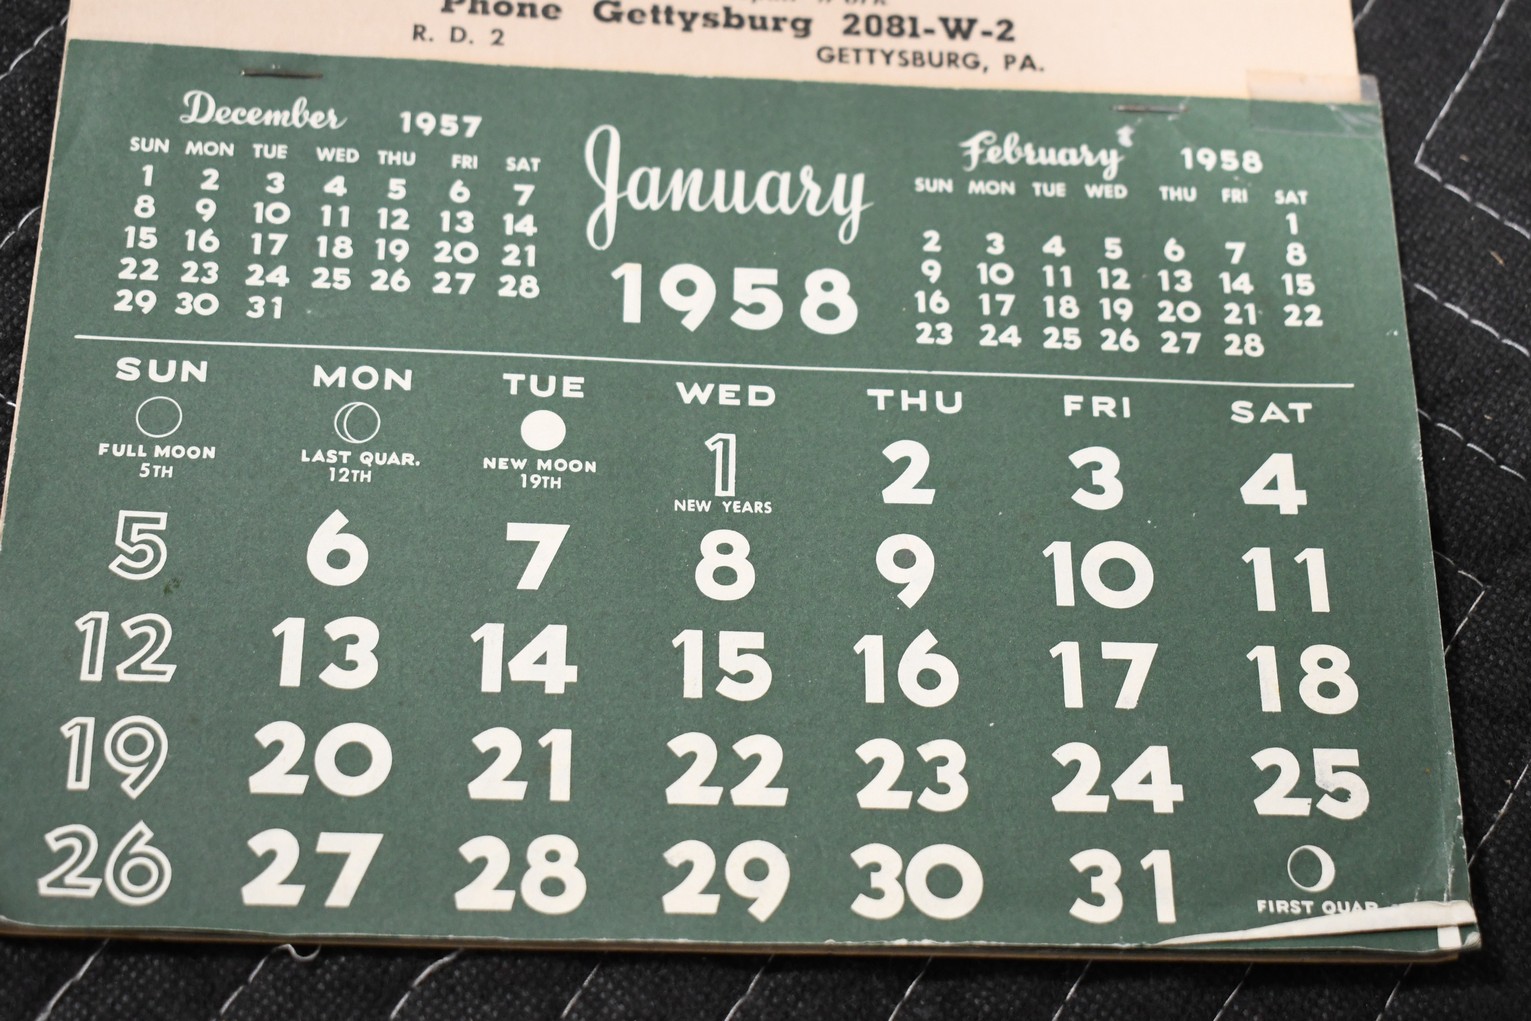 Phone Gettysburg 2081-W-2
R. D. 2
GETTYSBURG, PA.
December 1957
SUN MON TUE WED THU FRI SAT
1 2 3 4 5 6 7
8 9 10 11 12 13 14
15 16 17 18 19 20 21
22 23 24 25 26 27 28
29 30 31
January
1958
February 1958
SUN MON TUE WED THU FRI SAT
1
2 3 4 5 6 7 8
9 10 11 12 13 14 15
16 17 18 19 20 21 22
23 24 25 26 27 28
SUN MON TUE WED THU FRI SAT
FULL MOON
5TH
LAST QUAR.
12TH
NEW MOON
19TH
1 2 3 4
NEW YEARS
5 6 7 8 9 10 11
12 13 14 15 16 17 18
19 20 21 22 23 24 25
26 27 28 29 30 31
FIRST QUAR